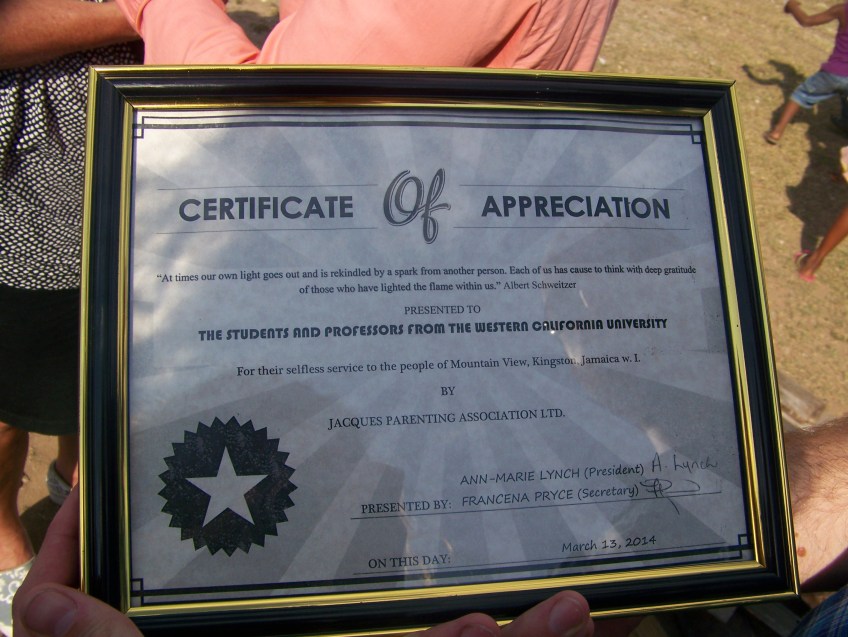 CERTIFICATE Of APPRECIATION
“At times our own light goes out and is rekindled by a spark from another person. Each of us has cause to think with deep gratitude
of those who have lighted the flame within us.” Albert Schweitzer
PRESENTED TO
THE STUDENTS AND PROFESSORS FROM THE WESTERN CALIFORNIA UNIVERSITY
For their selfless service to the people of Mountain View, Kingston, Jamaica w. I.
BY
JACQUES PARENTING ASSOCIATION LTD.
ANN-MARIE LYNCH (President) A. Lynch
PRESENTED BY: FRANCENA PRYCE (Secretary)
ON THIS DAY: March 13, 2014